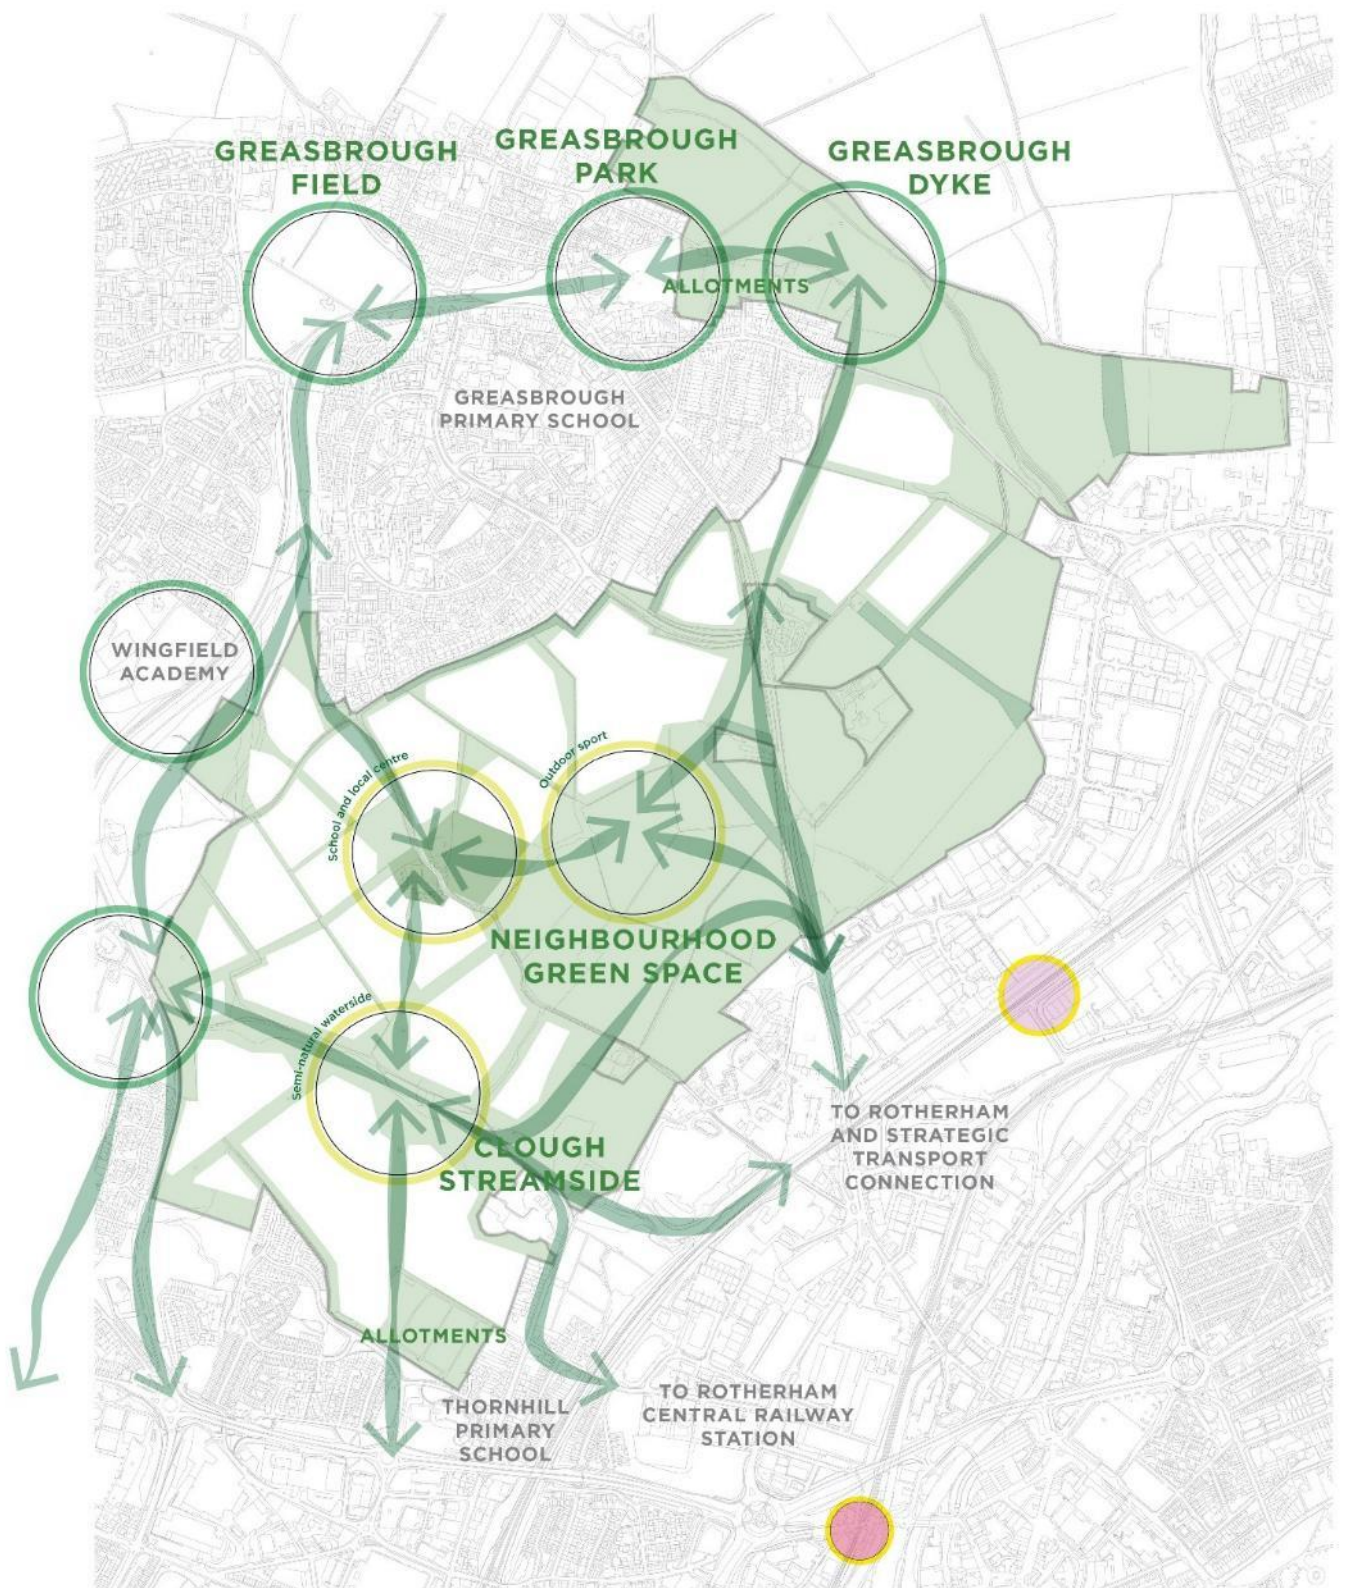 GREASBROUGH
FIELD
GREASBROUGH
PARK
GREASBROUGH
DYKE
ALLOTMENTS
GREASBROUGH
PRIMARY SCHOOL
WINGFIELD
ACADEMY
School and local centre
Outdoor sport
NEIGHBOURHOOD
GREEN SPACE
Semi-natural waterside
CLOUGH
STREAMSIDE
TO ROTHERHAM
AND STRATEGIC
TRANSPORT
CONNECTION
ALLOTMENTS
THORNHILL
PRIMARY
SCHOOL
TO ROTHERHAM
CENTRAL RAILWAY
STATION